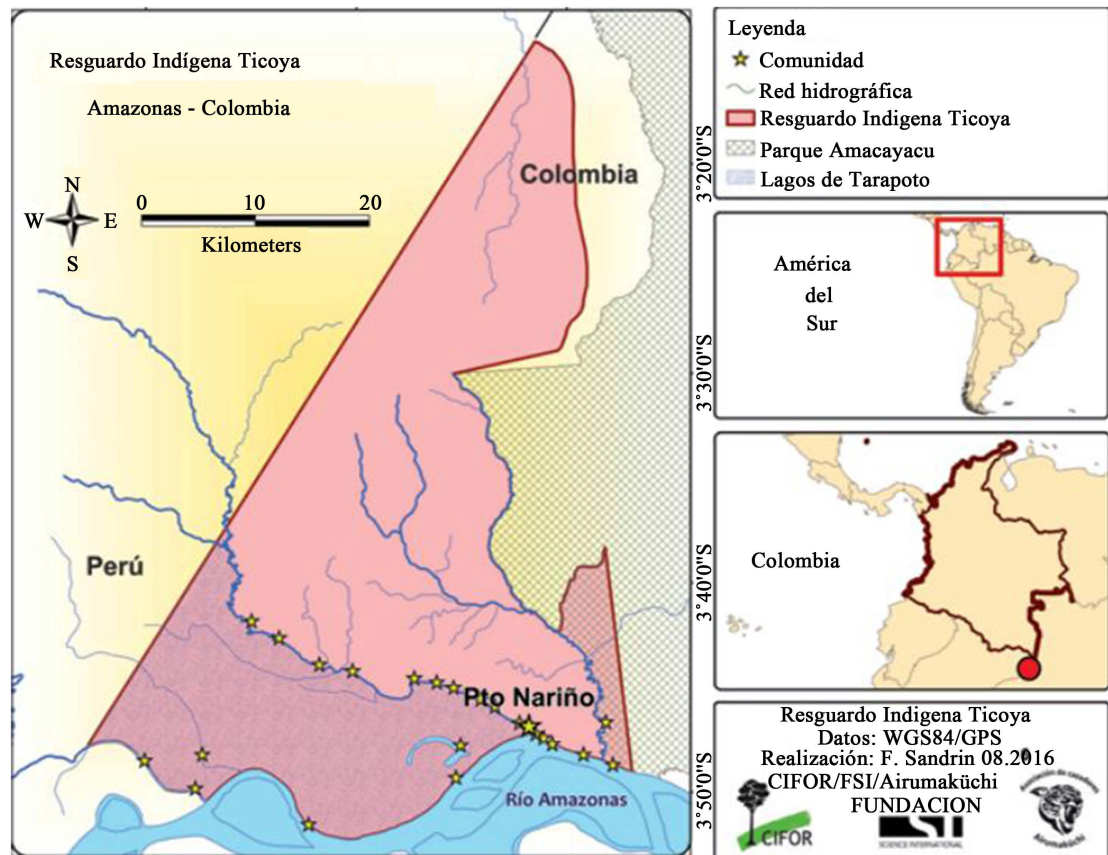 Resguardo Indígena Ticoya
Amazonas - Colombia
N
W E
S
0 10 20
Kilometers
Colombia
Perú
Pto Nariño
Río Amazonas
3°20'0"S
3°30'0"S
3°40'0"S
3°50'0"S
Leyenda
Comunidad
Red hidrográfica
Resguardo Indigena Ticoya
Parque Amacayacu
Lagos de Tarapoto
América
del
Sur
Colombia
Resguardo Indigena Ticoya
Datos: WGS84/GPS
Realización: F. Sandrin 08.2016
CIFOR/FSI/Airumaküchi
FUNDACION
CIFOR
SCIENCE INTERNATIONAL
Airumaküchi